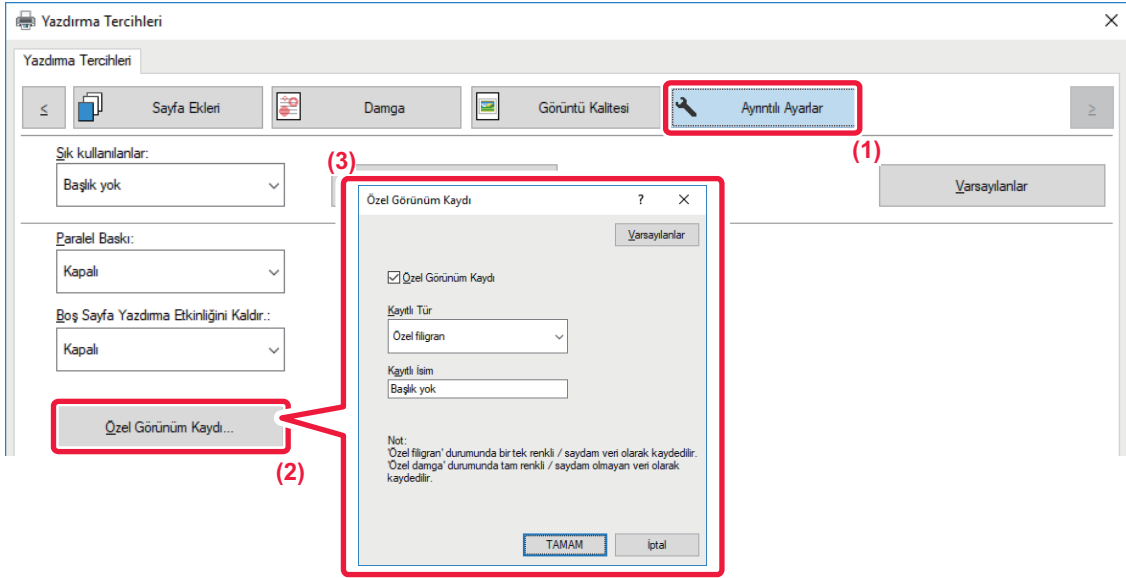 Yazdırma Tercihleri
Yazdırma Tercihleri
≤ Sayfa Ekleri Damga Görüntü Kalitesi Ayrıntılı Ayarlar ≥
(1)
Sık kullanılanlar:
(3)
Başlık yok
Varsayılanlar
Özel Görünüm Kaydı ?
Varsayılanlar
Paralel Baskı:
Kapalı
Özel Görünüm Kaydı
Boş Sayfa Yazdırma Etkinliğini Kaldır.:
Kapalı
Kayıtlı Tür
Özel filigran
Kayıtlı İsim
Başlık yok
Özel Görünüm Kaydı...
(2)
Not:
'Özel filigran' durumunda bir tek renkli / saydam veri olarak kaydedilir.
'Özel damga' durumunda tam renkli / saydam olmayan veri olarak
kaydedilir.
TAMAM İptal